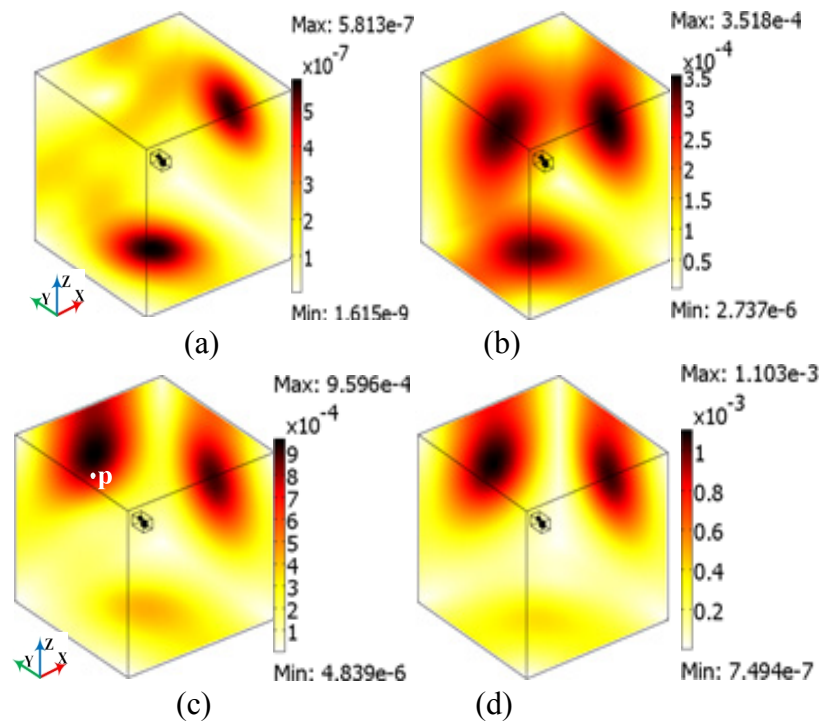 Max: 5.813e-7
x10^-7
5
4
3
2
1
Min: 1.615e-9
Z
Y
X
(a)
Max: 3.518e-4
x10^-4
3.5
3
2.5
2
1.5
1
0.5
Min: 2.737e-6
(b)
Max: 9.596e-4
x10^-4
9
8
7
6
5
4
3
2
1
Min: 4.839e-6
p
Z
Y
X
(c)
Max: 1.103e-3
x10^-3
1
0.8
0.6
0.4
0.2
Min: 7.494e-7
(d)